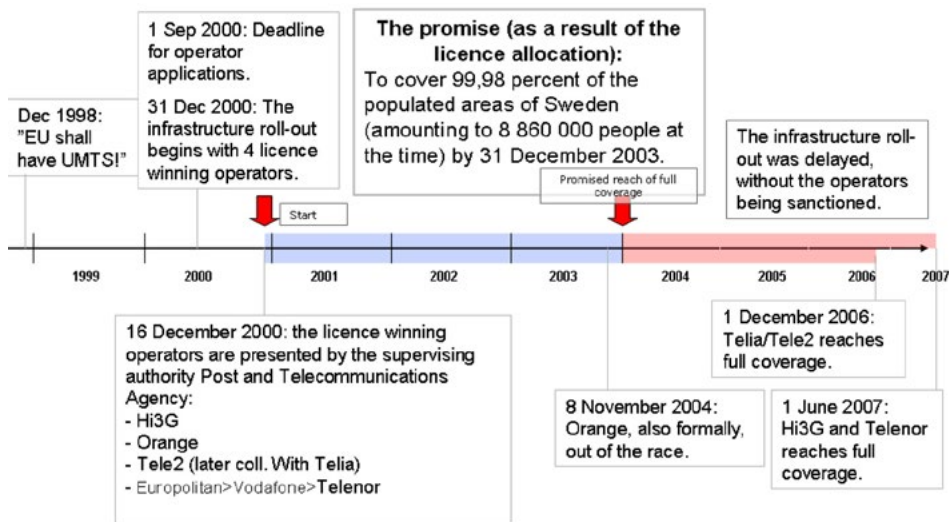 Dec 1998:
"EU shall
have UMTS!"
1 Sep 2000: Deadline
for operator
applications.
31 Dec 2000: The
infrastructure roll-out
begins with 4 licence
winning operators.
The promise (as a result of the
licence allocation):
To cover 99,98 percent of the
populated areas of Sweden
(amounting to 8 860 000 people at
the time) by 31 December 2003.
The infrastructure roll-
out was delayed,
without the operators
being sanctioned.
Start
Promised reach of full
coverage
1999
2000
2001
2002
2003
2004
2005
2006
2007
16 December 2000: the licence winning
operators are presented by the supervising
authority Post and Telecommunications
Agency:
- Hi3G
- Orange
- Tele2 (later coll. With Telia)
- Europolitan>Vodafone>Telenor
8 November 2004:
Orange, also formally,
out of the race.
1 December 2006:
Telia/Tele2 reaches
full coverage.
1 June 2007:
Hi3G and Telenor
reaches full
coverage.